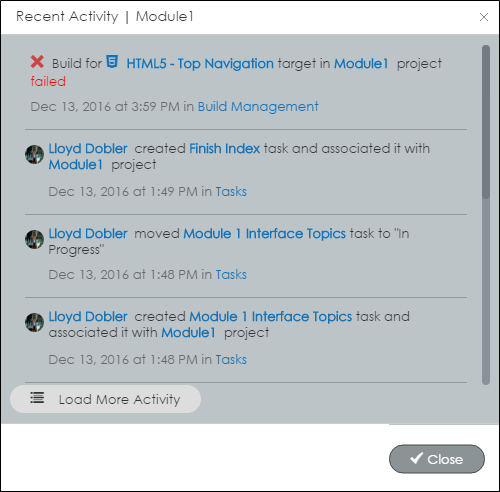 Recent Activity | Module1
Build for HTML5 - Top Navigation target in Module1 project
failed
Dec 13, 2016 at 3:59 PM in Build Management
Lloyd Dobler created Finish Index task and associated it with
Module1 project
Dec 13, 2016 at 1:49 PM in Tasks
Lloyd Dobler moved Module 1 Interface Topics task to "In
Progress"
Dec 13, 2016 at 1:48 PM in Tasks
Lloyd Dobler created Module 1 Interface Topics task and
associated it with Module1 project
Dec 13, 2016 at 1:48 PM in Tasks
Load More Activity
Close